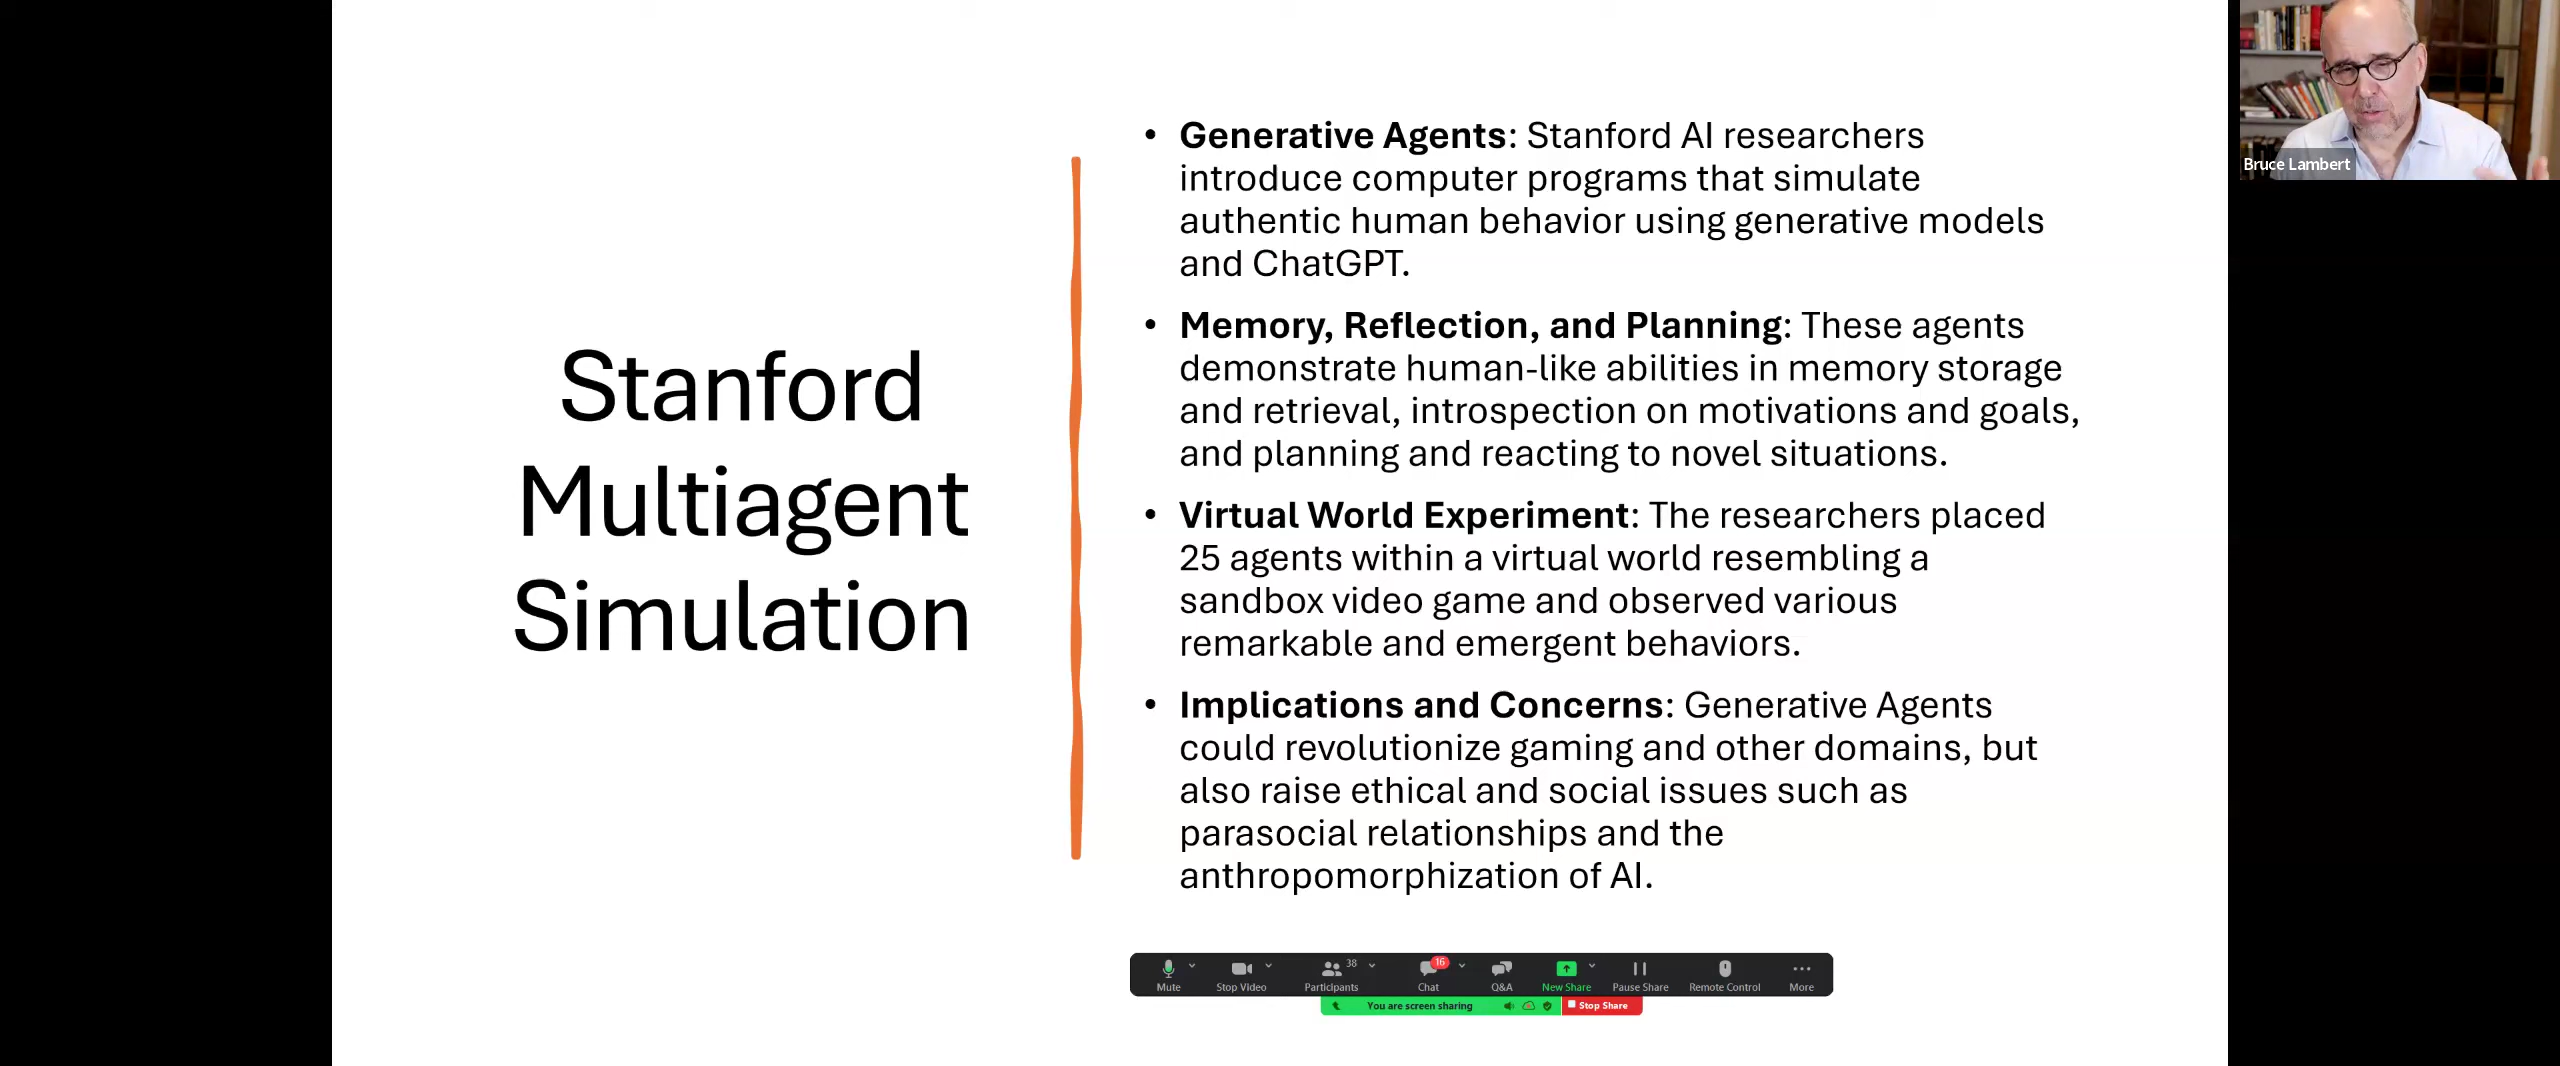 Stanford
Multiagent
Simulation
• Generative Agents: Stanford AI researchers
introduce computer programs that simulate
authentic human behavior using generative models
and ChatGPT.
• Memory, Reflection, and Planning: These agents
demonstrate human-like abilities in memory storage
and retrieval, introspection on motivations and goals,
and planning and reacting to novel situations.
• Virtual World Experiment: The researchers placed
25 agents within a virtual world resembling a
sandbox video game and observed various
remarkable and emergent behaviors.
• Implications and Concerns: Generative Agents
could revolutionize gaming and other domains, but
also raise ethical and social issues such as
parasocial relationships and the
anthropomorphization of AI.
Bruce Lambert
38 16
Mute Stop Video Participants Chat Q&A New Share Pause Share Remote Control More
You are screen sharing Stop Share